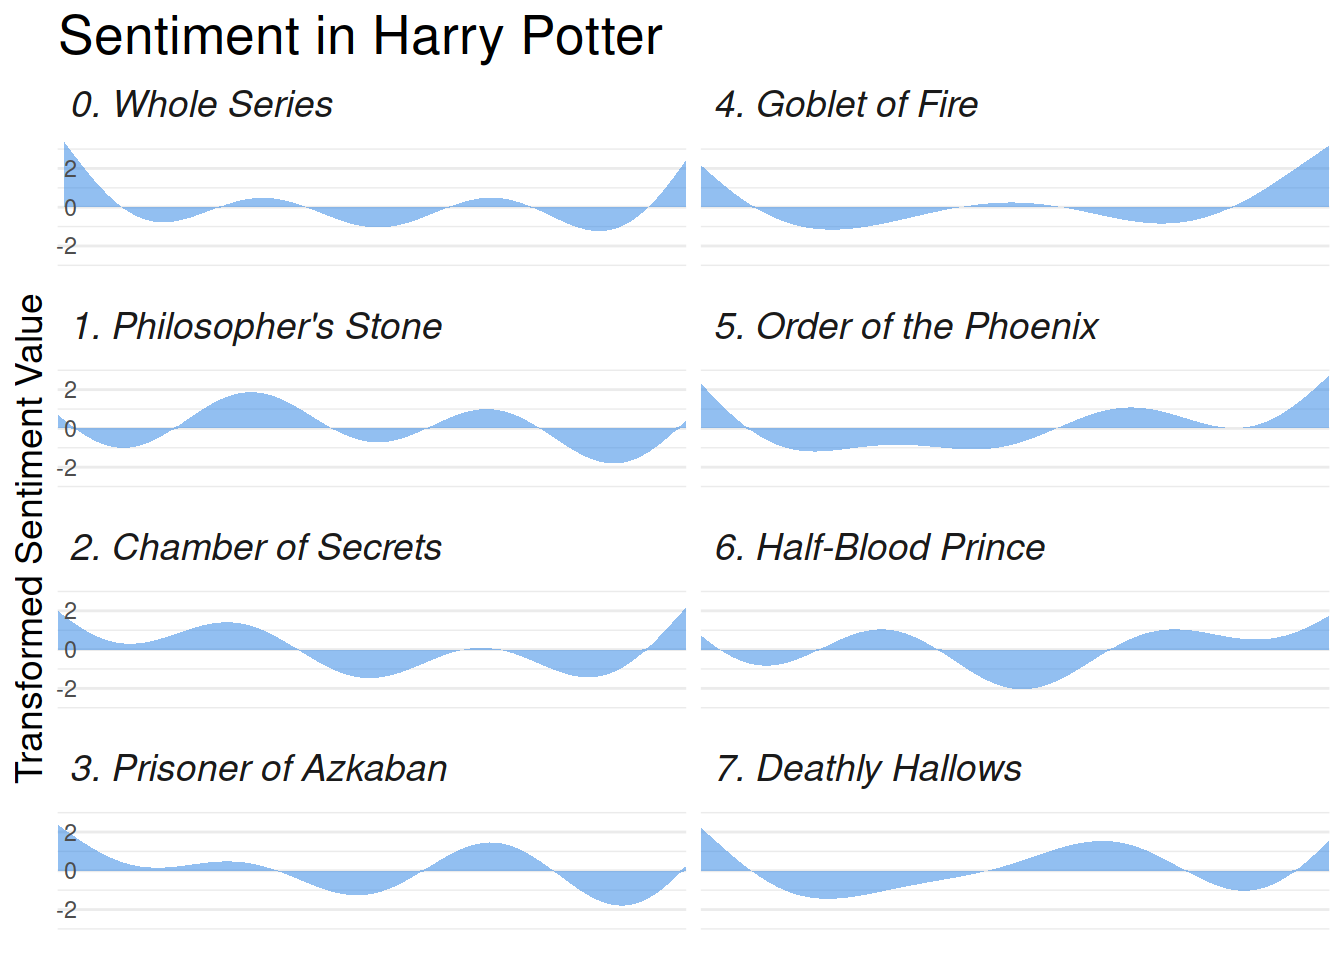 Sentiment in Harry Potter
Transformed Sentiment Value
0. Whole Series
2
0
-2
1. Philosopher's Stone
2
0
-2
2. Chamber of Secrets
2
0
-2
3. Prisoner of Azkaban
2
0
-2
4. Goblet of Fire
5. Order of the Phoenix
6. Half-Blood Prince
7. Deathly Hallows